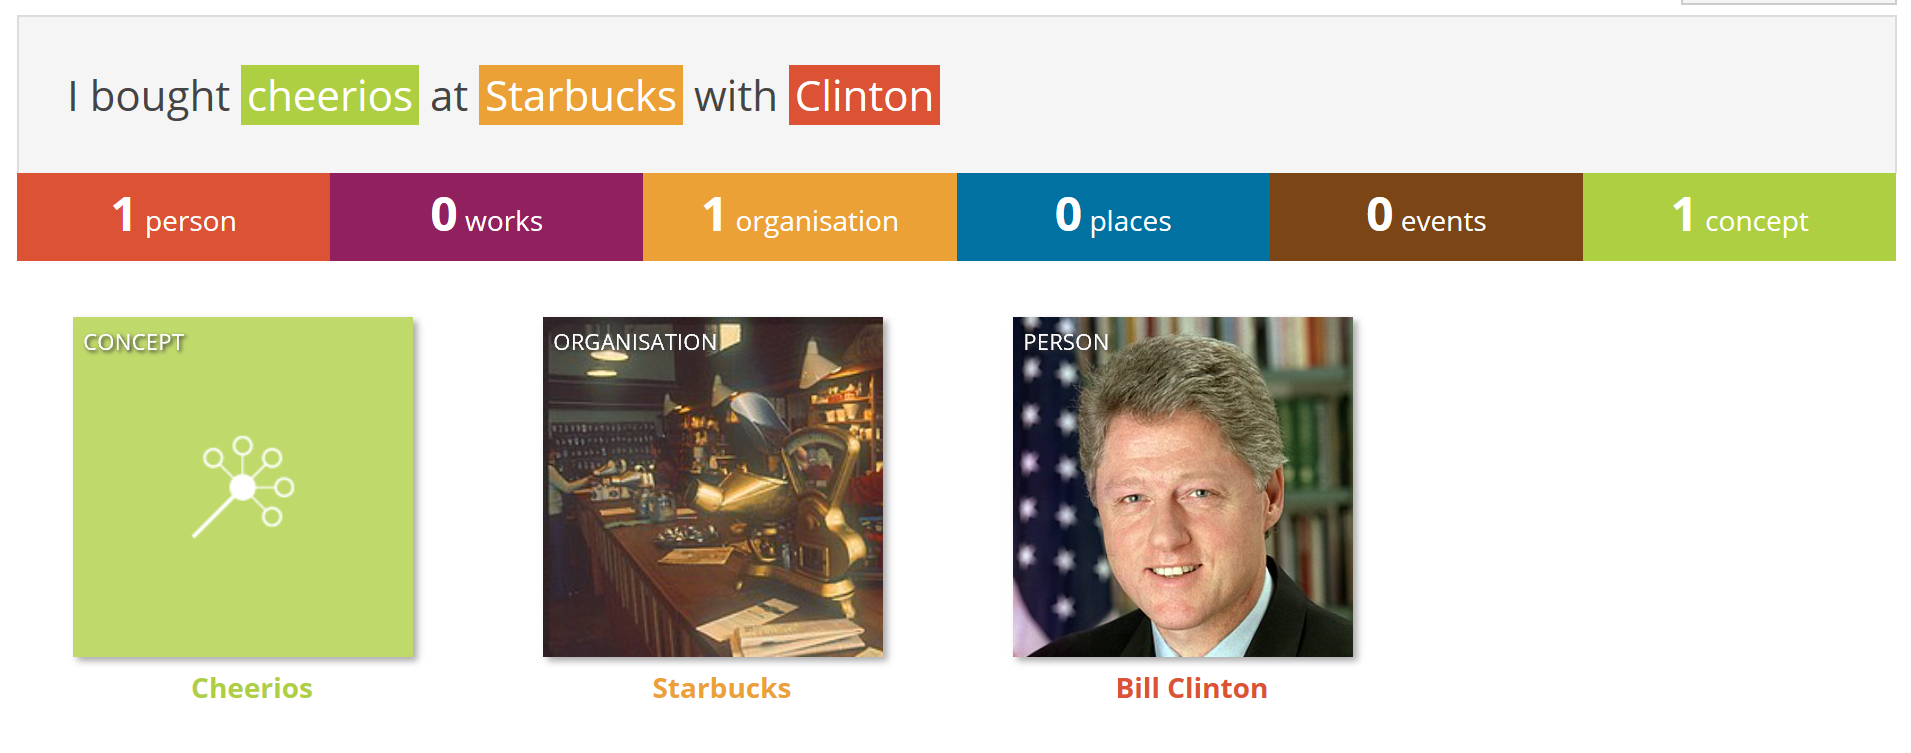 I bought cheerios at Starbucks with Clinton
1 person 0 works 1 organisation 0 places 0 events 1 concept
CONCEPT ORGANISATION PERSON
Cheerios Starbucks Bill Clinton